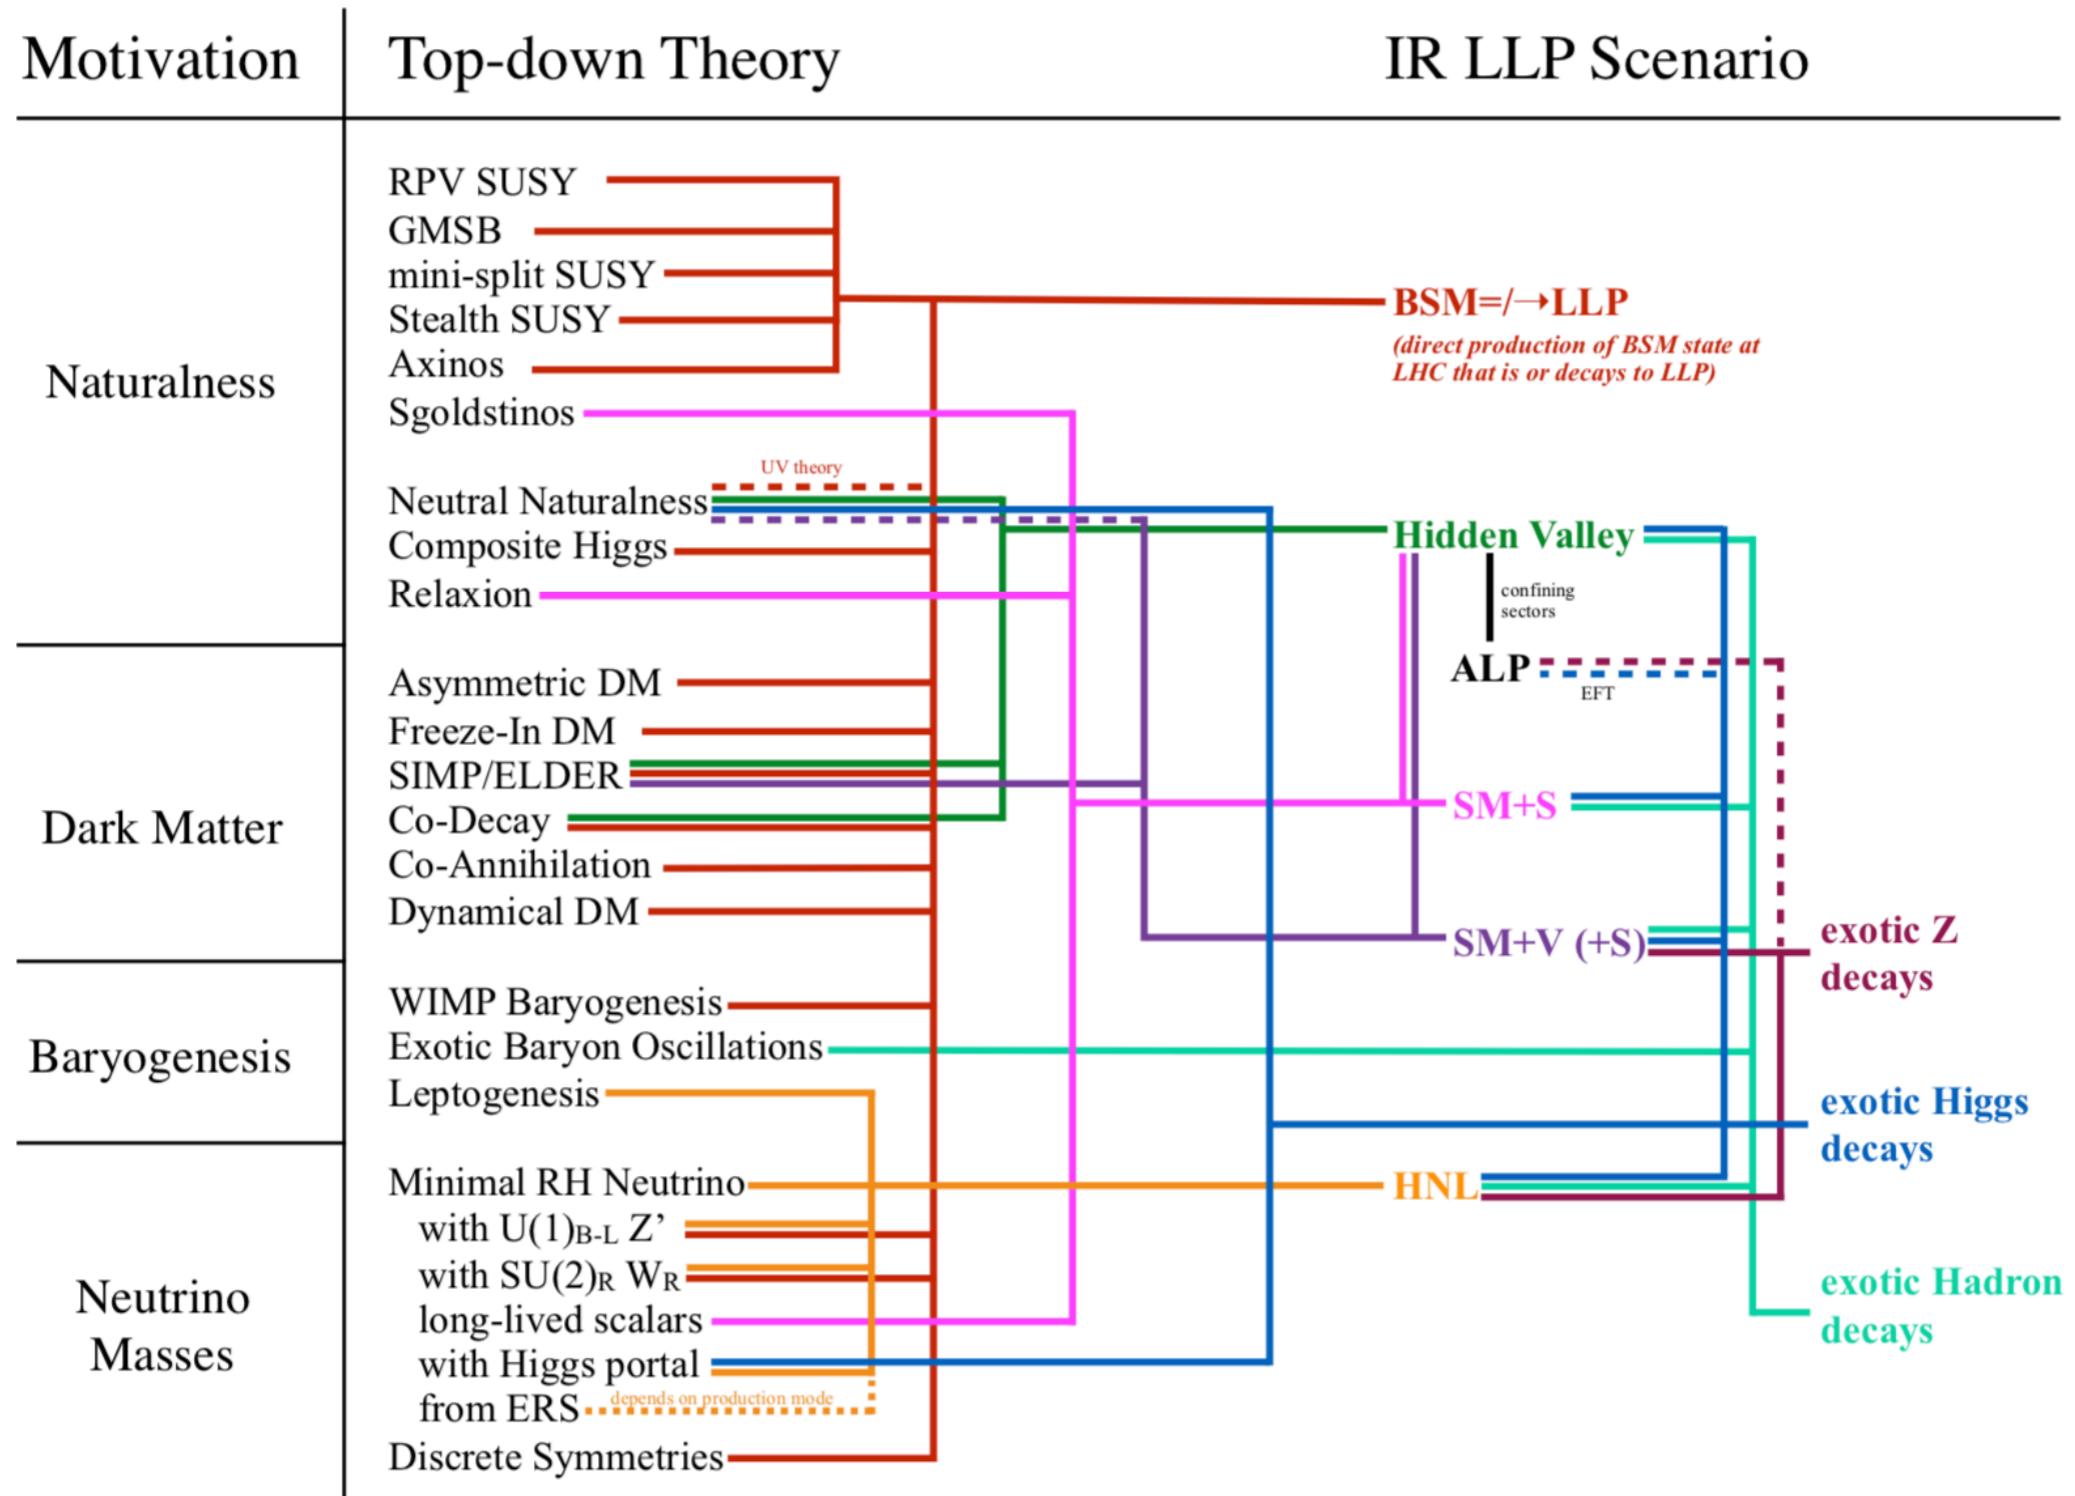 Motivation
Top-down Theory
IR LLP Scenario
Naturalness
RPV SUSY
GMSB
mini-split SUSY
Stealth SUSY
Axinos
Sgoldstinos
UV theory
Neutral Naturalness
Composite Higgs
Relaxion
Dark Matter
Asymmetric DM
Freeze-In DM
SIMP/ELDER
Co-Decay
Co-Annihilation
Dynamical DM
Baryogenesis
WIMP Baryogenesis
Exotic Baryon Oscillations
Leptogenesis
Neutrino
Masses
Minimal RH Neutrino
with U(1)B-L Z’
with SU(2)R WR
long-lived scalars
with Higgs portal
from ERS
depends on production mode
Discrete Symmetries
BSM=/→LLP
(direct production of BSM state at
LHC that is or decays to LLP)
Hidden Valley
confining
sectors
ALP
EFT
SM+S
SM+V (+S)
HNL
exotic Z
decays
exotic Higgs
decays
exotic Hadron
decays